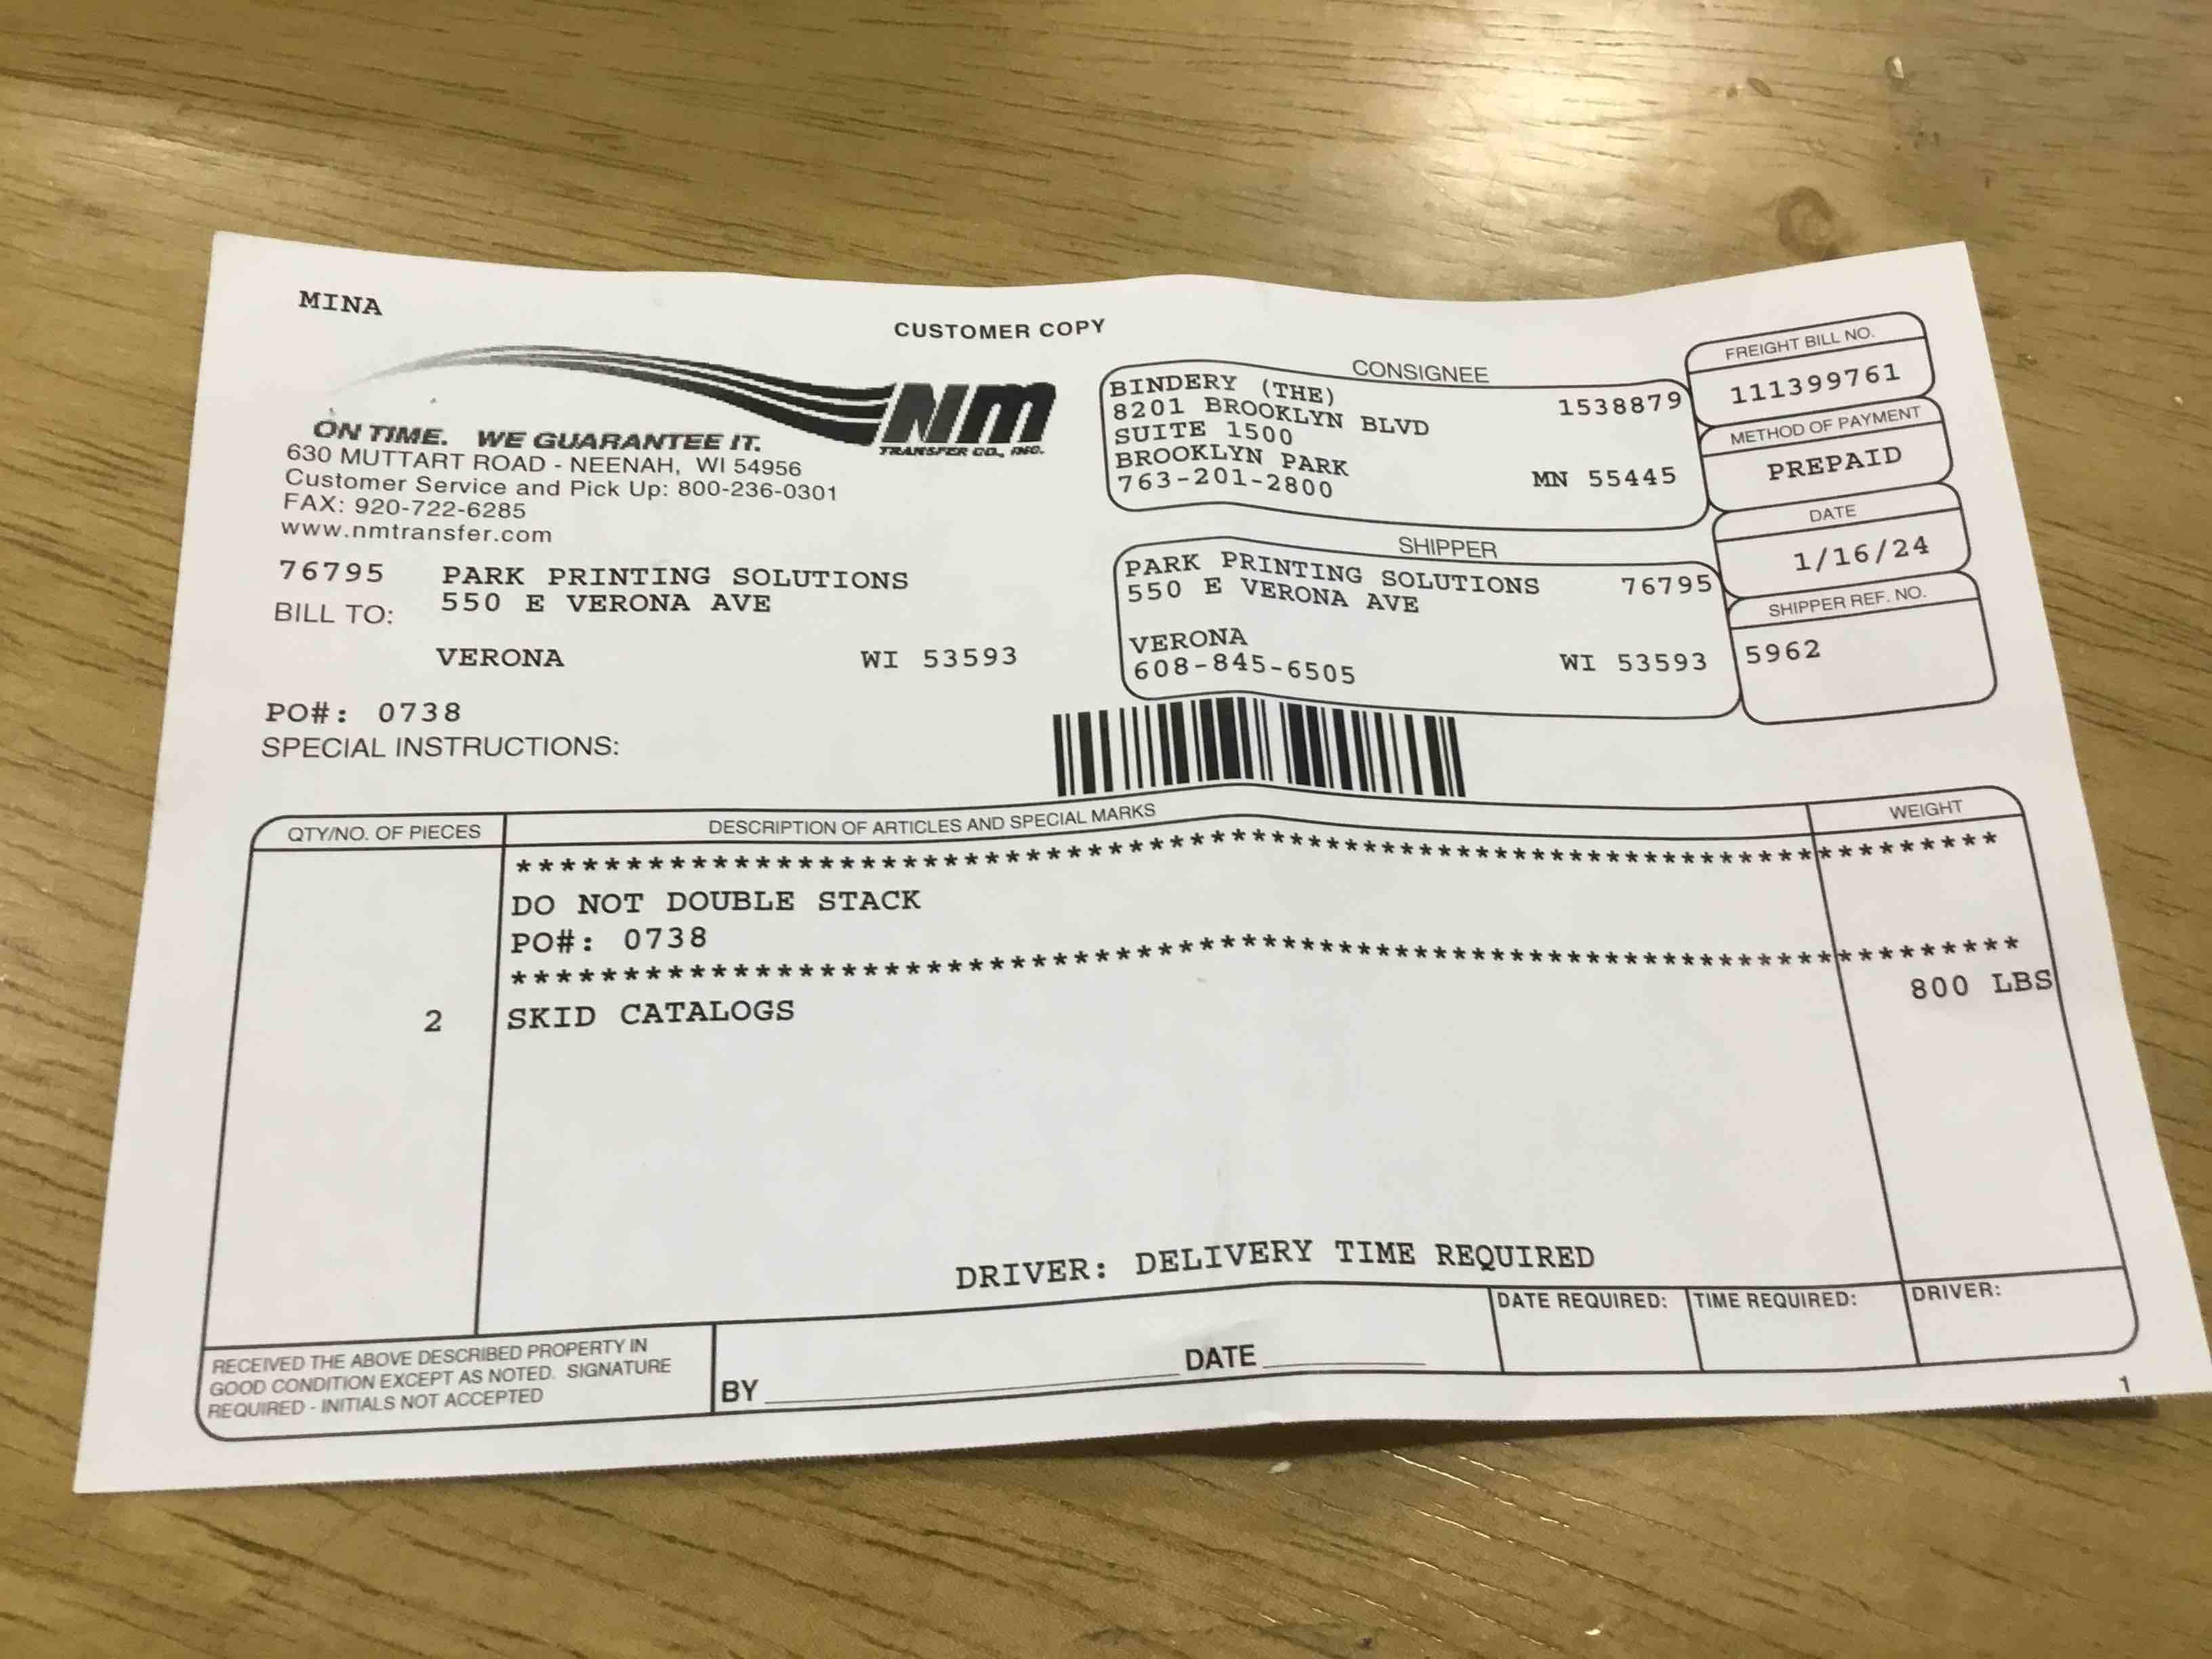 MINA
CUSTOMER COPY
NM
TRANSFER CO., INC.
ON TIME. WE GUARANTEE IT.
630 MUTTART ROAD - NEENAH, WI 54956
Customer Service and Pick Up: 800-236-0301
FAX: 920-722-6285
www.nmtransfer.com
76795 PARK PRINTING SOLUTIONS
BILL TO: 550 E VERONA AVE
VERONA WI 53593
PO#: 0738
SPECIAL INSTRUCTIONS:
CONSIGNEE
BINDERY (THE) 1538879
8201 BROOKLYN BLVD
SUITE 1500
BROOKLYN PARK MN 55445
763-201-2800
SHIPPER
PARK PRINTING SOLUTIONS 76795
550 E VERONA AVE
VERONA WI 53593
608-845-6505
FREIGHT BILL NO.
111399761
METHOD OF PAYMENT
PREPAID
DATE
1/16/24
SHIPPER REF. NO.
5962
QTY/NO. OF PIECES DESCRIPTION OF ARTICLES AND SPECIAL MARKS WEIGHT
DO NOT DOUBLE STACK
PO#: 0738
2 SKID CATALOGS 800 LBS
DRIVER: DELIVERY TIME REQUIRED
RECEIVED THE ABOVE DESCRIBED PROPERTY IN
GOOD CONDITION EXCEPT AS NOTED. SIGNATURE
REQUIRED - INITIALS NOT ACCEPTED
BY DATE
DATE REQUIRED: TIME REQUIRED: DRIVER:
1